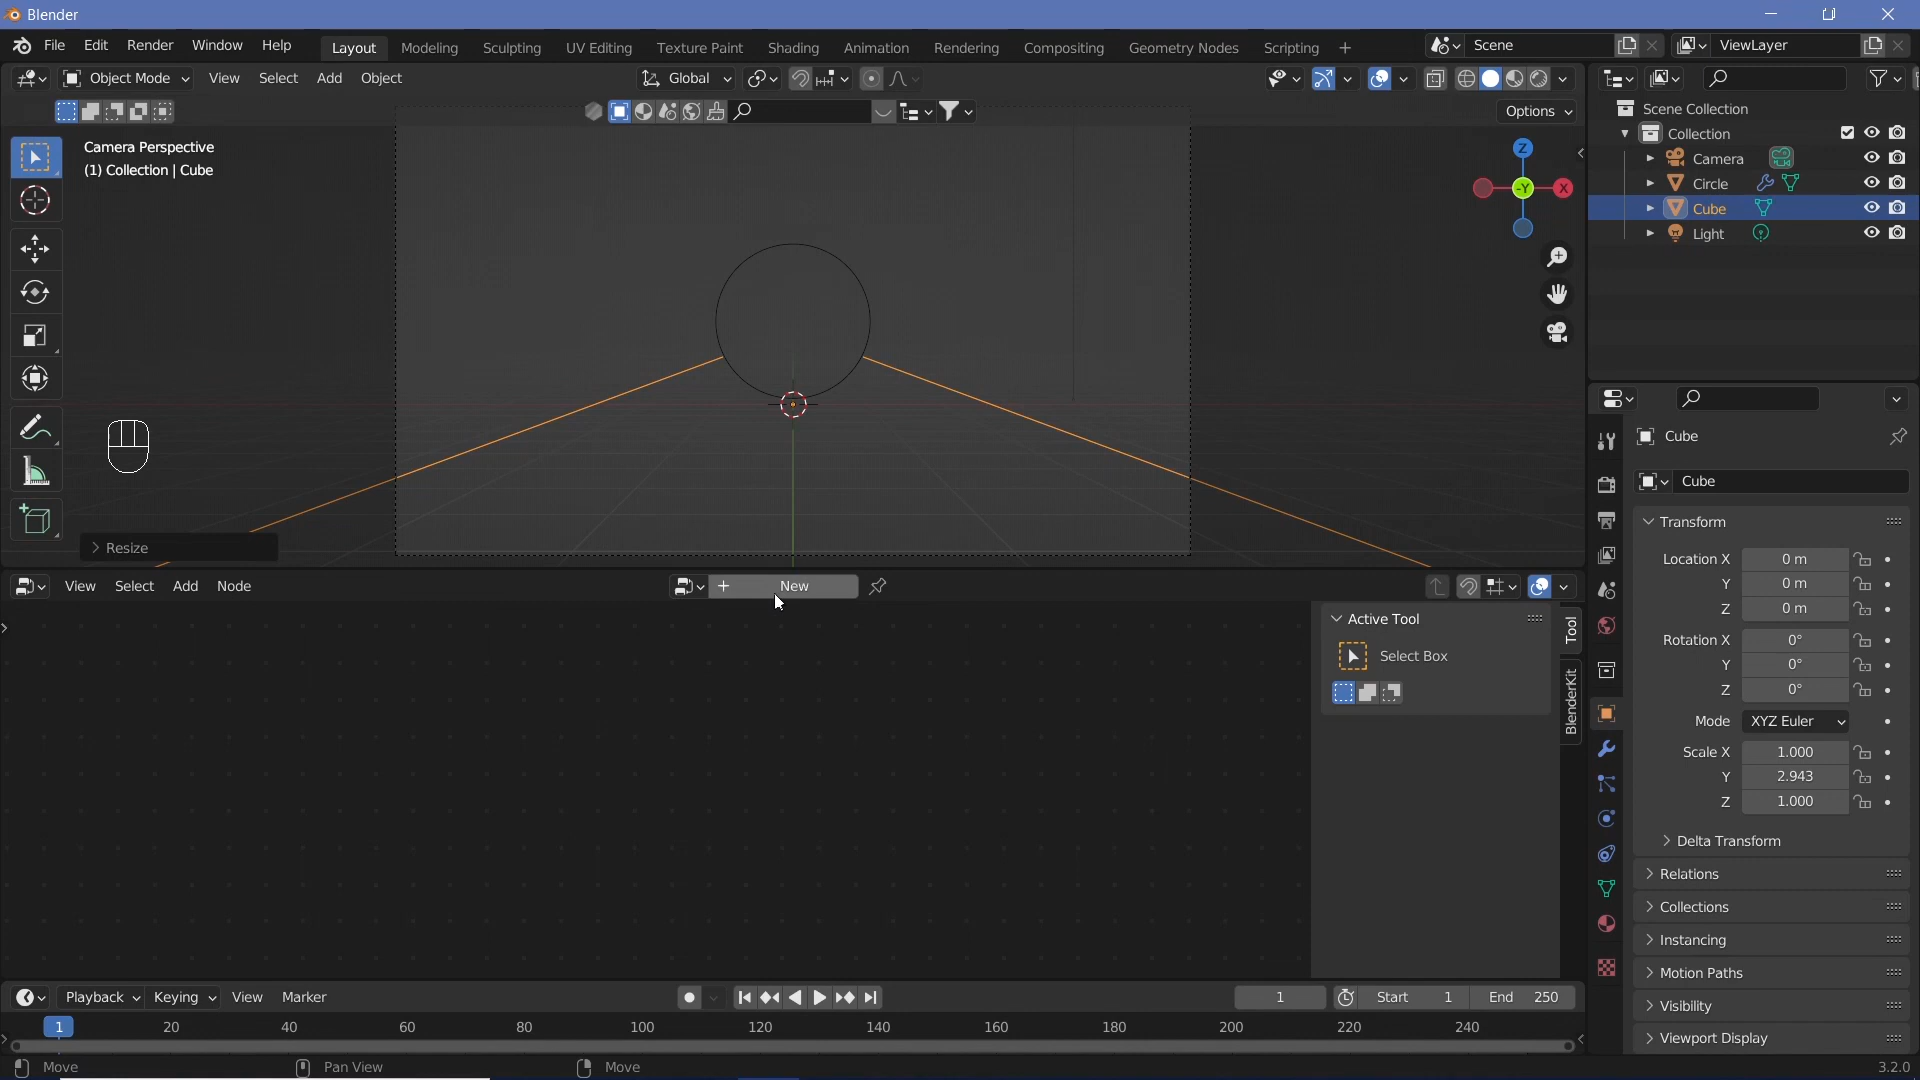 Blender
File Edit Render Window Help
Layout Modeling Sculpting UV Editing Texture Paint Shading Animation Rendering Compositing Geometry Nodes Scripting
Scene
ViewLayer
Object Mode View Select Add Object
Global
Options
Camera Perspective
(1) Collection | Cube
Z
-Y
X
Resize
Scene Collection
Collection
Camera
Circle
Cube
Light
Cube
Cube
Transform
Location X 0 m
Y 0 m
Z 0 m
Rotation X 0°
Y 0°
Z 0°
Mode XYZ Euler
Scale X 1.000
Y 2.943
Z 1.000
Delta Transform
Relations
Collections
Instancing
Motion Paths
Visibility
Viewport Display
View Select Add Node
New
Active Tool
Select Box
Tool
BlenderKit
Playback Keying View Marker
1
Start 1
End 250
1 20 40 60 80 100 120 140 160 180 200 220 240
Move
Pan View
Move
3.2.0